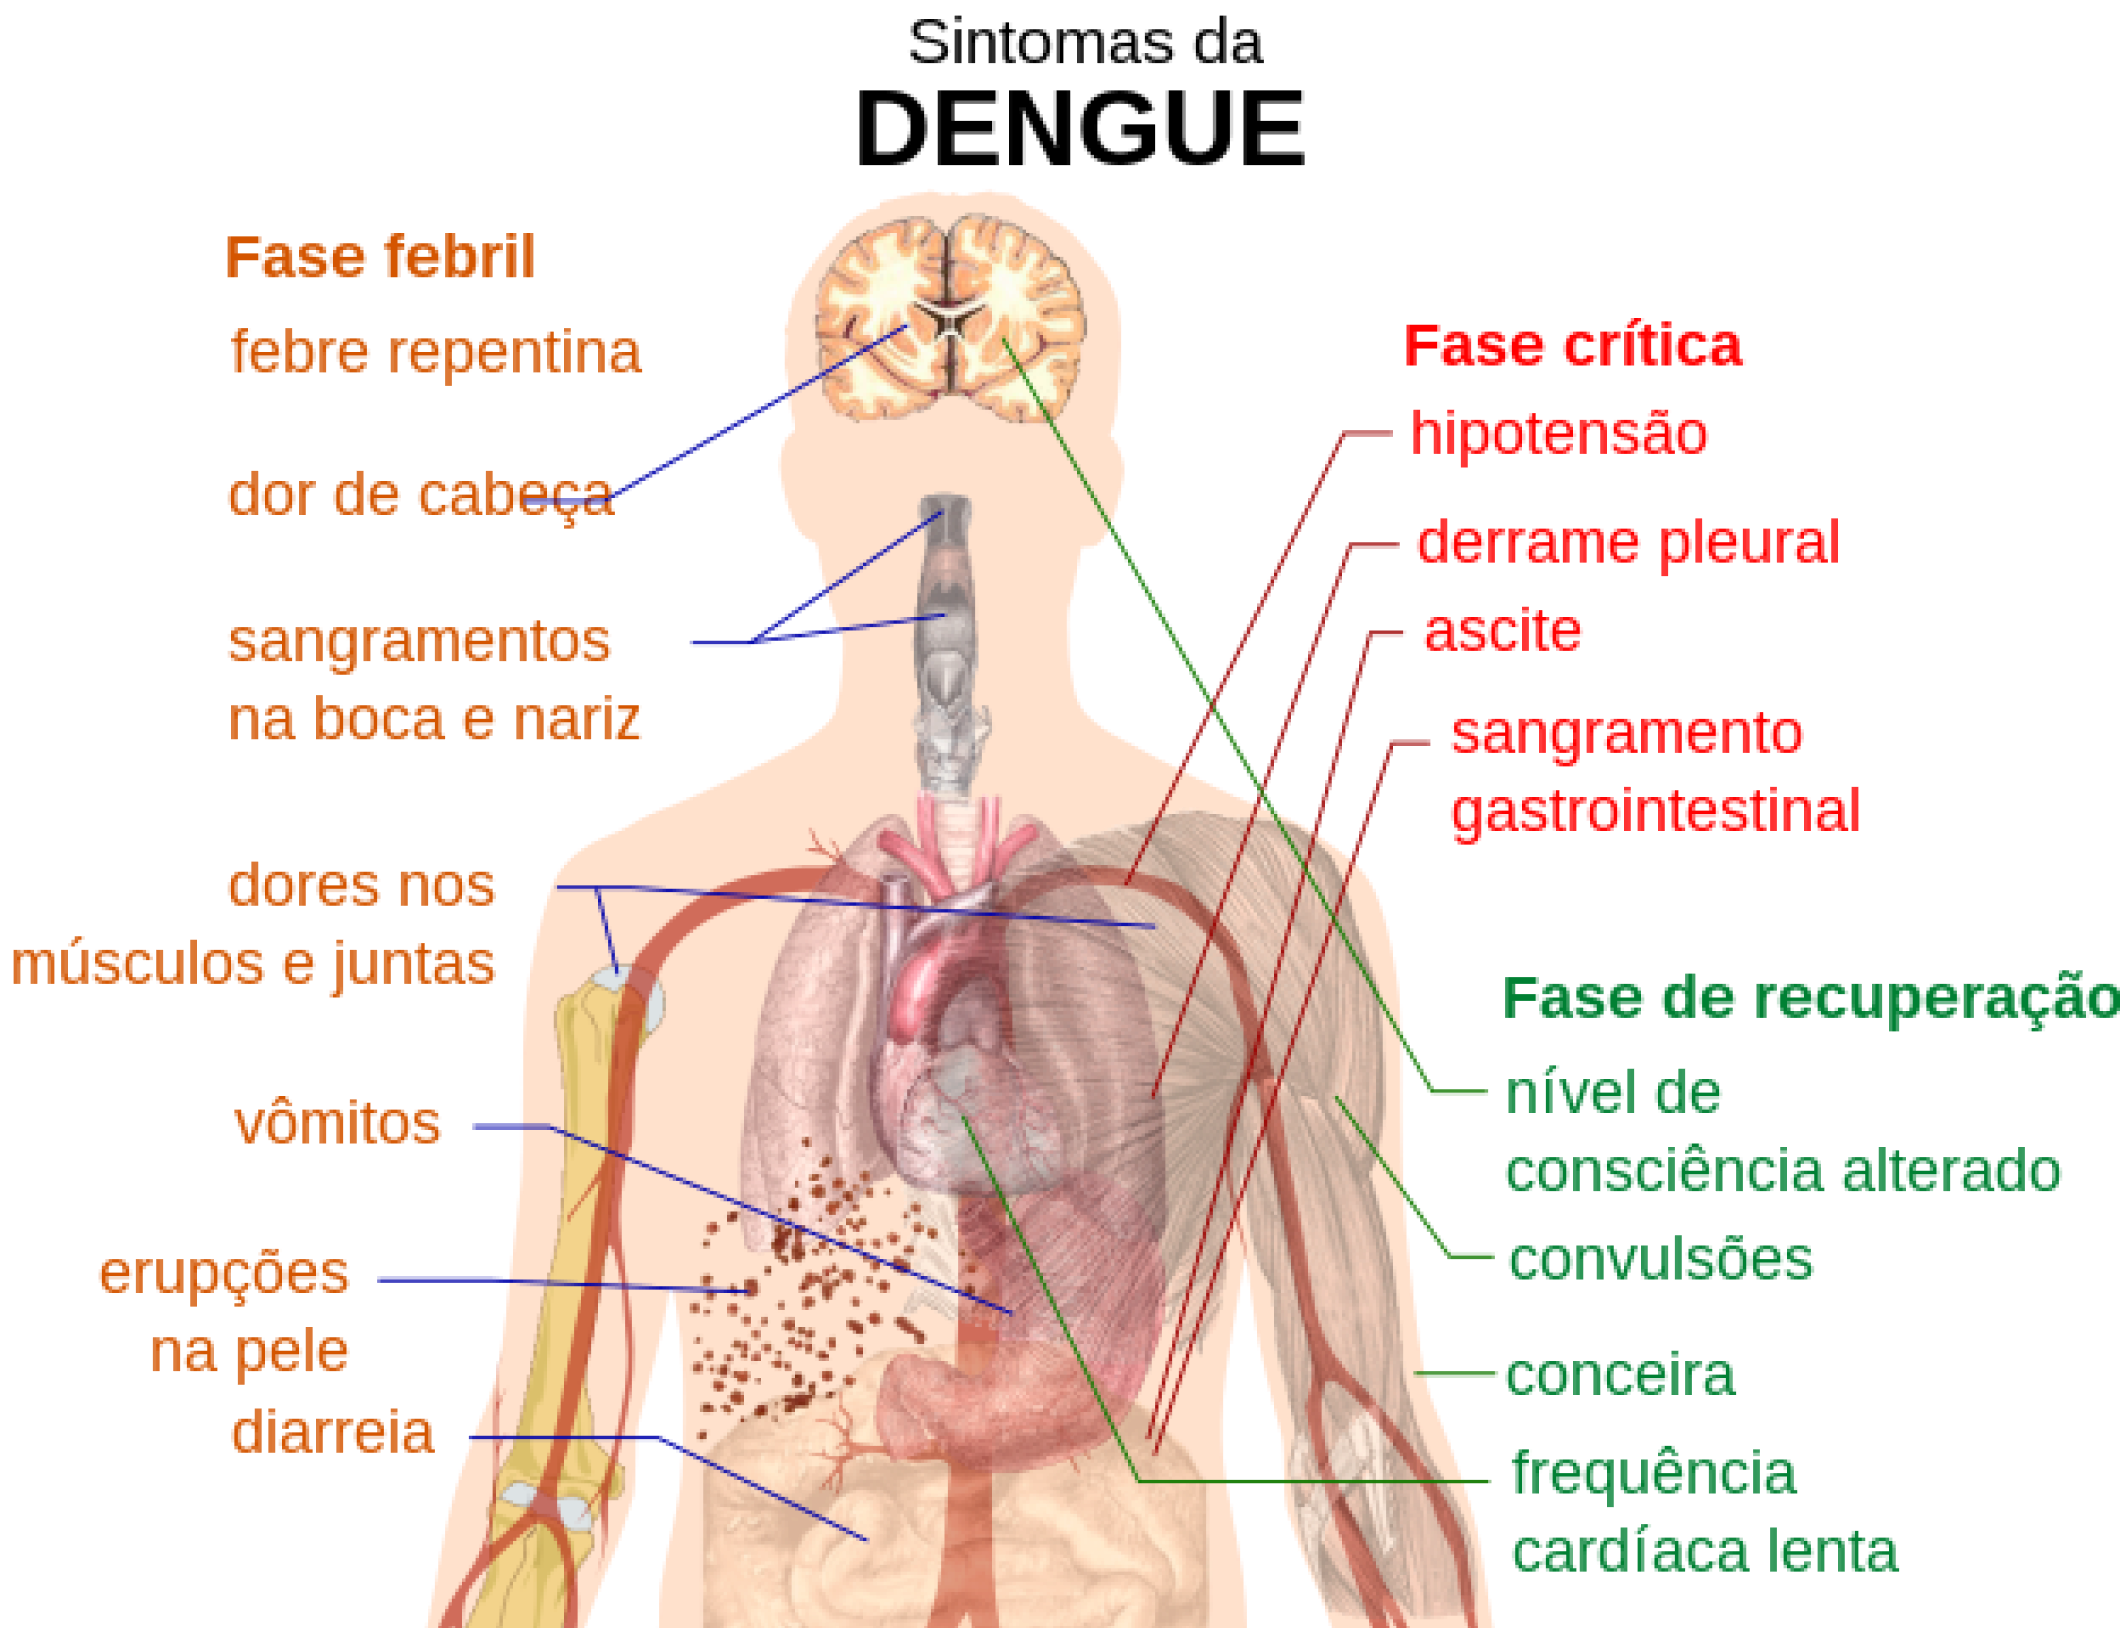 Sintomas da
DENGUE
Fase febril
febre repentina
dor de cabeça
sangramentos
na boca e nariz
dores nos
músculos e juntas
vômitos
erupções
na pele
diarreia
Fase crítica
hipotensão
derrame pleural
ascite
sangramento
gastrointestinal
Fase de recuperação
nível de
consciência alterado
convulsões
conceira
frequência
cardíaca lenta